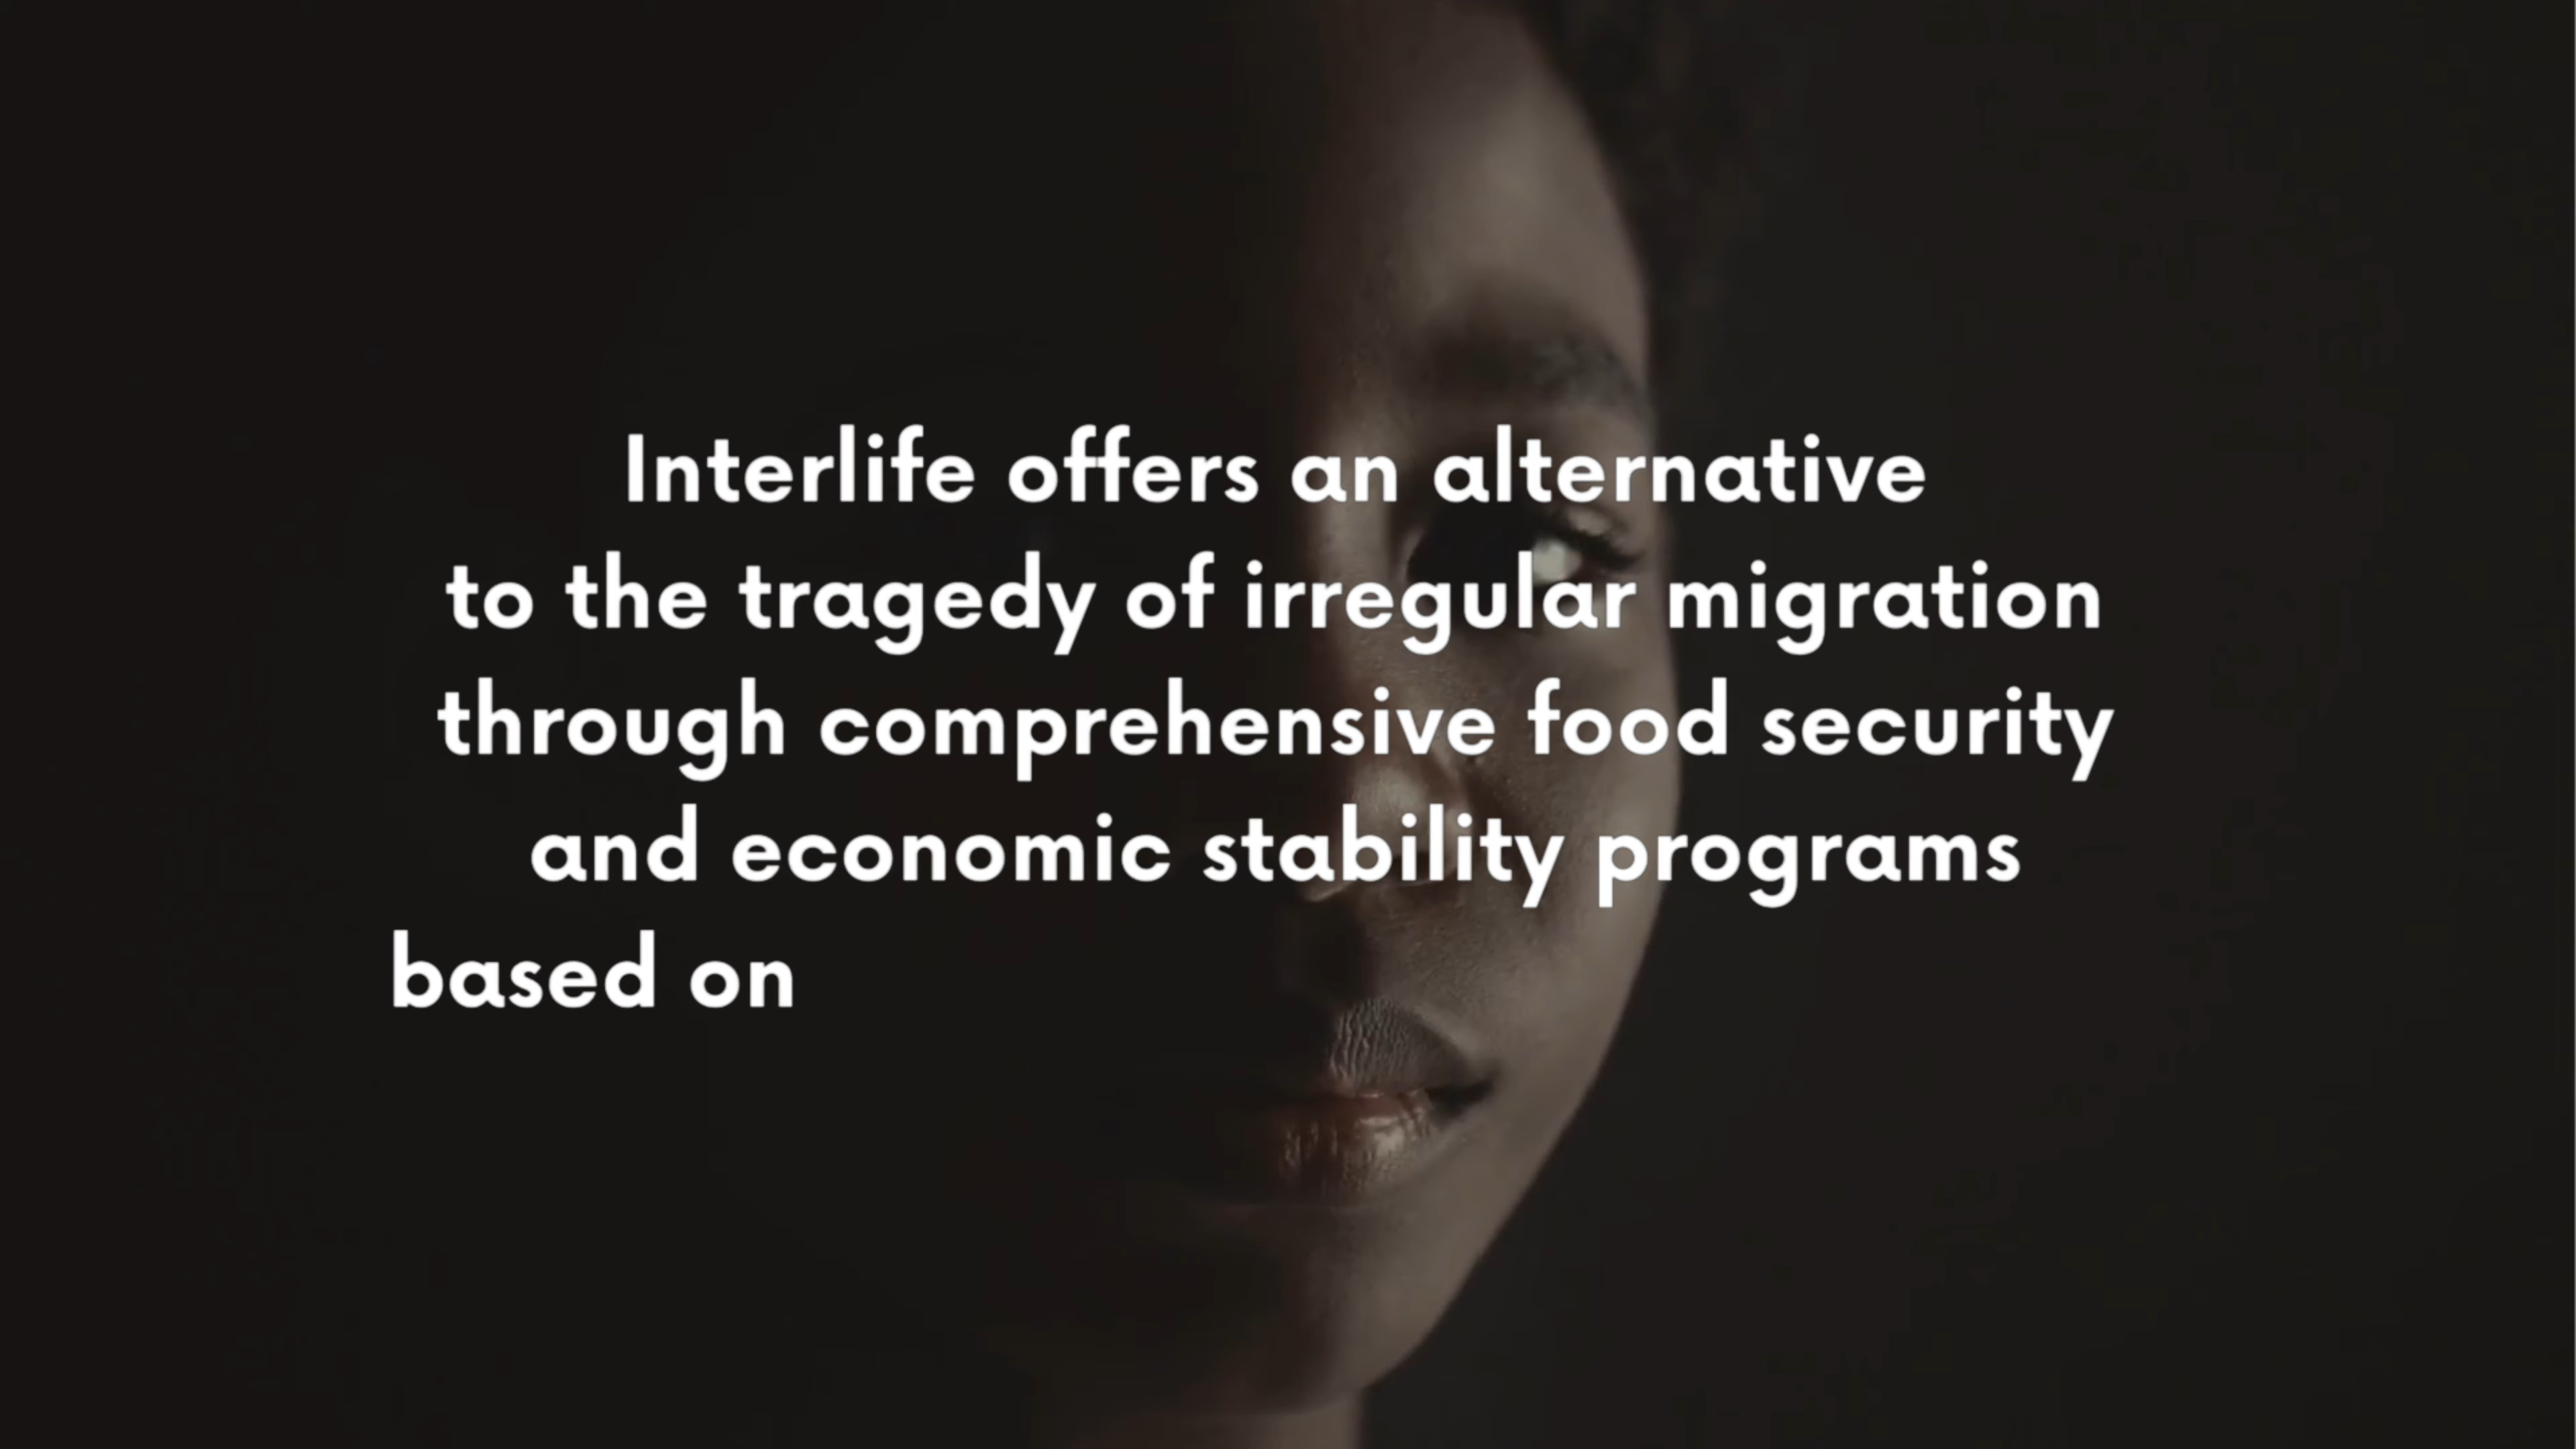 Interlife offers an alternative
to the tragedy of irregular migration
through comprehensive food security
and economic stability programs
based on